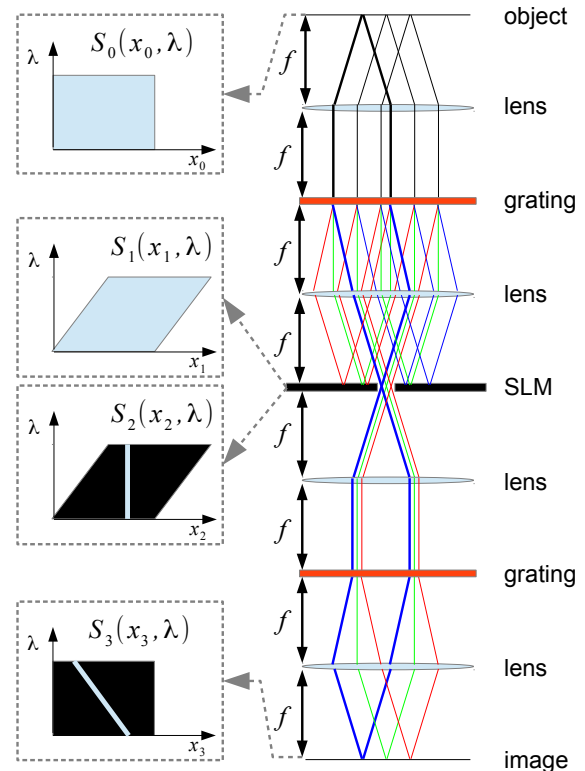 object
S₀(x₀,λ)
λ
x₀
f
lens
f
grating
S₁(x₁,λ)
λ
x₁
f
lens
f
SLM
S₂(x₂,λ)
λ
x₂
f
lens
f
grating
S₃(x₃,λ)
λ
x₃
f
lens
f
image